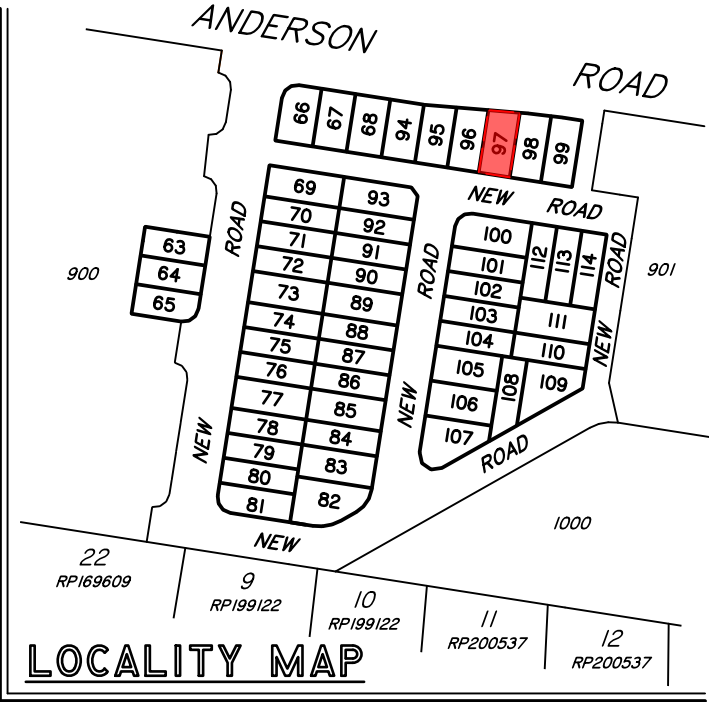 ANDERSON ROAD
66 67 68 94 95 96 97 98 99
NEW ROAD
69 93
70 92
71 91
72 90
73 89
74 88
75 87
76 86
77 85
78 84
79 83
80 82
81
ROAD
NEW
63
64
65
900
ROAD
NEW
100 112 113 114
101
102
103 111
104 110
105 108 109
106
107
ROAD
NEW
901
ROAD
1000
NEW
22
RP169609
9
RP199122
10
RP199122
11
RP200537
12
RP200537
LOCALITY MAP